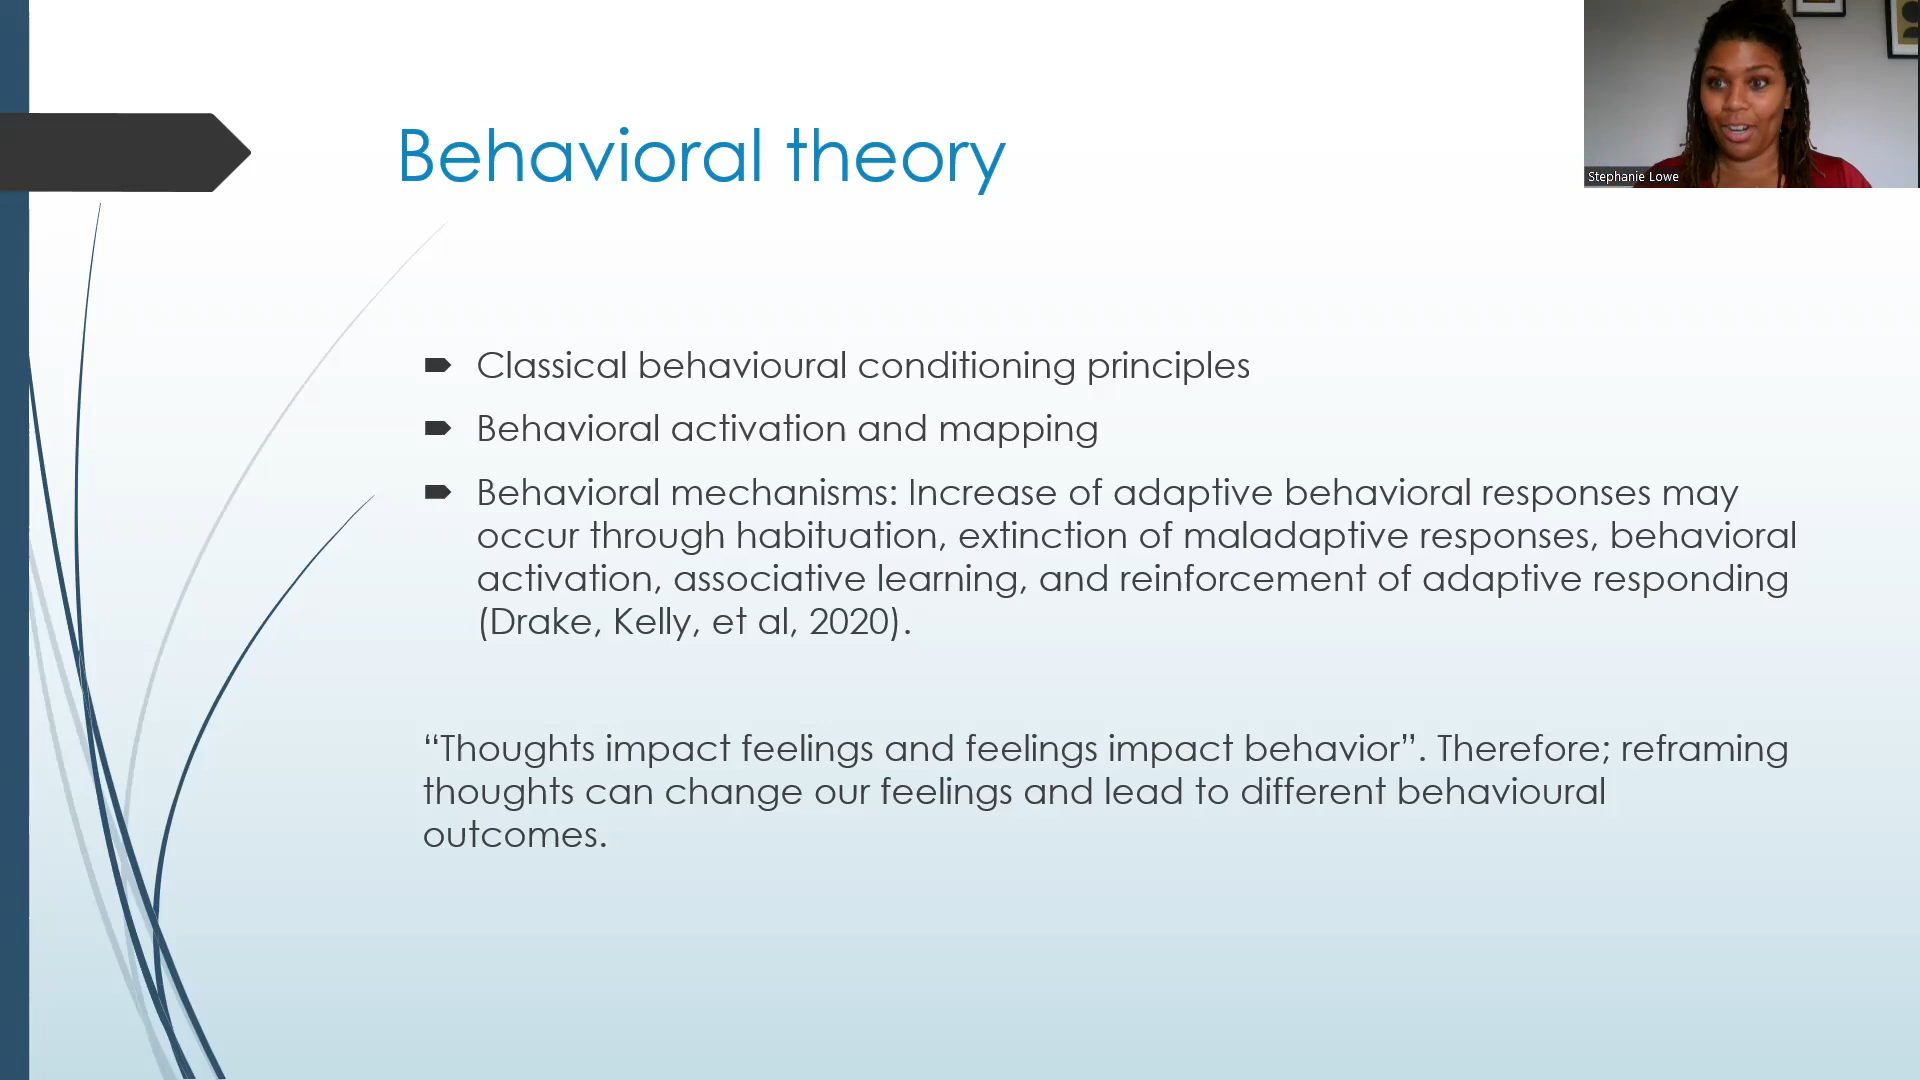 Behavioral theory
Stephanie Lowe
Classical behavioural conditioning principles
Behavioral activation and mapping
Behavioral mechanisms: Increase of adaptive behavioral responses may
occur through habituation, extinction of maladaptive responses, behavioral
activation, associative learning, and reinforcement of adaptive responding
(Drake, Kelly, et al, 2020).
“Thoughts impact feelings and feelings impact behavior”. Therefore; reframing
thoughts can change our feelings and lead to different behavioural
outcomes.